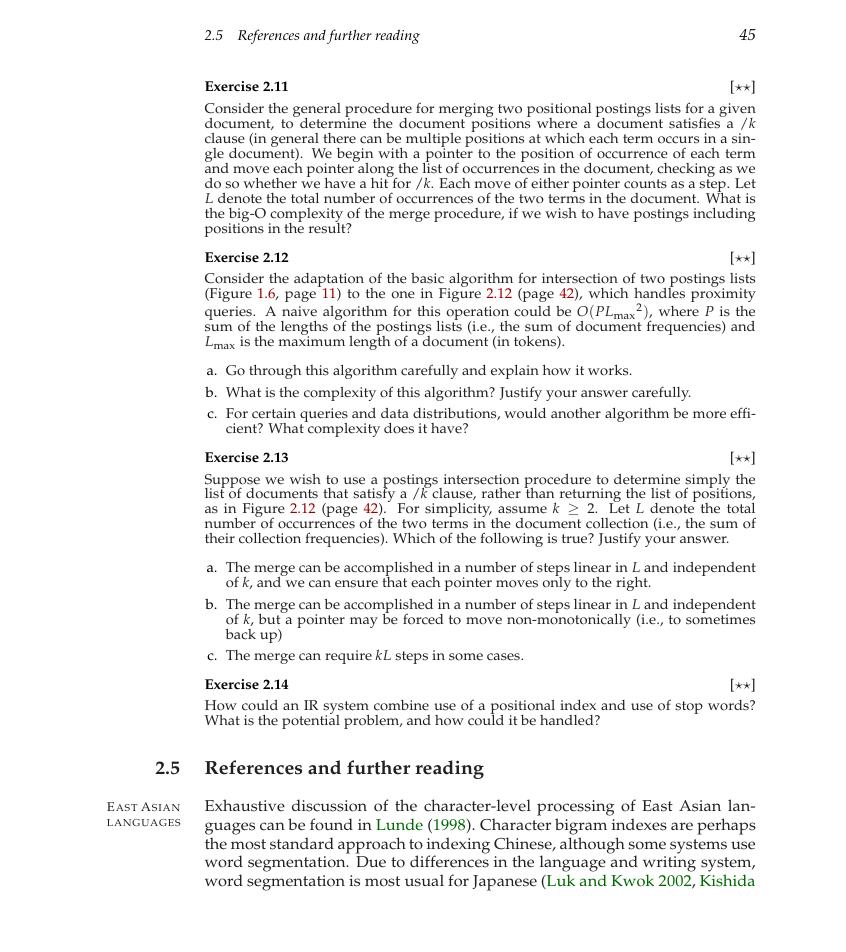 2.5 References and further reading 45
Exercise 2.11 [⋆⋆]
Consider the general procedure for merging two positional postings lists for a given
document, to determine the document positions where a document satisfies a /k
clause (in general there can be multiple positions at which each term occurs in a sin-
gle document). We begin with a pointer to the position of occurrence of each term
and move each pointer along the list of occurrences in the document, checking as we
do so whether we have a hit for /k. Each move of either pointer counts as a step. Let
L denote the total number of occurrences of the two terms in the document. What is
the big-O complexity of the merge procedure, if we wish to have postings including
positions in the result?
Exercise 2.12 [⋆⋆]
Consider the adaptation of the basic algorithm for intersection of two postings lists
(Figure 1.6, page 11) to the one in Figure 2.12 (page 42), which handles proximity
queries. A naive algorithm for this operation could be O(PLmax²), where P is the
sum of the lengths of the postings lists (i.e., the sum of document frequencies) and
Lmax is the maximum length of a document (in tokens).
a. Go through this algorithm carefully and explain how it works.
b. What is the complexity of this algorithm? Justify your answer carefully.
c. For certain queries and data distributions, would another algorithm be more effi-
cient? What complexity does it have?
Exercise 2.13 [⋆⋆]
Suppose we wish to use a postings intersection procedure to determine simply the
list of documents that satisfy a /k clause, rather than returning the list of positions,
as in Figure 2.12 (page 42). For simplicity, assume k ≥ 2. Let L denote the total
number of occurrences of the two terms in the document collection (i.e., the sum of
their collection frequencies). Which of the following is true? Justify your answer.
a. The merge can be accomplished in a number of steps linear in L and independent
of k, and we can ensure that each pointer moves only to the right.
b. The merge can be accomplished in a number of steps linear in L and independent
of k, but a pointer may be forced to move non-monotonically (i.e., to sometimes
back up)
c. The merge can require kL steps in some cases.
Exercise 2.14 [⋆⋆]
How could an IR system combine use of a positional index and use of stop words?
What is the potential problem, and how could it be handled?
2.5 References and further reading
EAST ASIAN
LANGUAGES
Exhaustive discussion of the character-level processing of East Asian lan-
guages can be found in Lunde (1998). Character bigram indexes are perhaps
the most standard approach to indexing Chinese, although some systems use
word segmentation. Due to differences in the language and writing system,
word segmentation is most usual for Japanese (Luk and Kwok 2002, Kishida